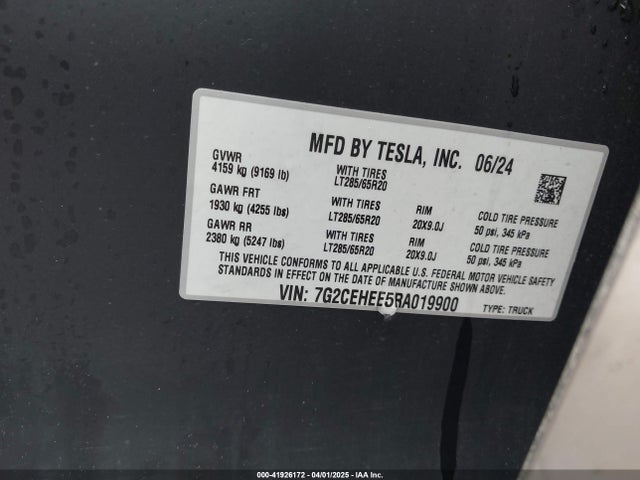 MFD BY TESLA, INC. 06/24
GVWR
4159 kg (9169 lb) WITH TIRES LT285/65R20
GAWR FRT
1930 kg (4255 lbs) WITH TIRES LT285/65R20 RIM 20X9.0J COLD TIRE PRESSURE 50 psi, 345 kPa
GAWR RR
2380 kg (5247 lbs) WITH TIRES LT285/65R20 RIM 20X9.0J COLD TIRE PRESSURE 50 psi, 345 kPa
THIS VEHICLE CONFORMS TO ALL APPLICABLE U.S. FEDERAL MOTOR VEHICLE SAFETY
STANDARDS IN EFFECT ON THE DATE OF MANUFACTURE SHOWN ABOVE.
VIN: 7G2CEHEE5RA019900 TYPE: TRUCK
000-41926172 - 04/01/2025 - IAA Inc.